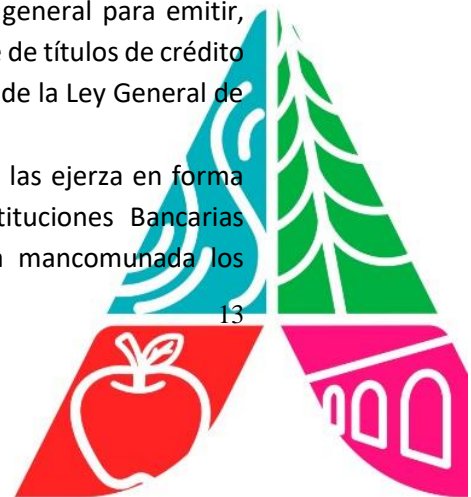 general para emitir,
de títulos de crédito
de la Ley General de
las ejerza en forma
tituciones Bancarias
mancomunada los
13